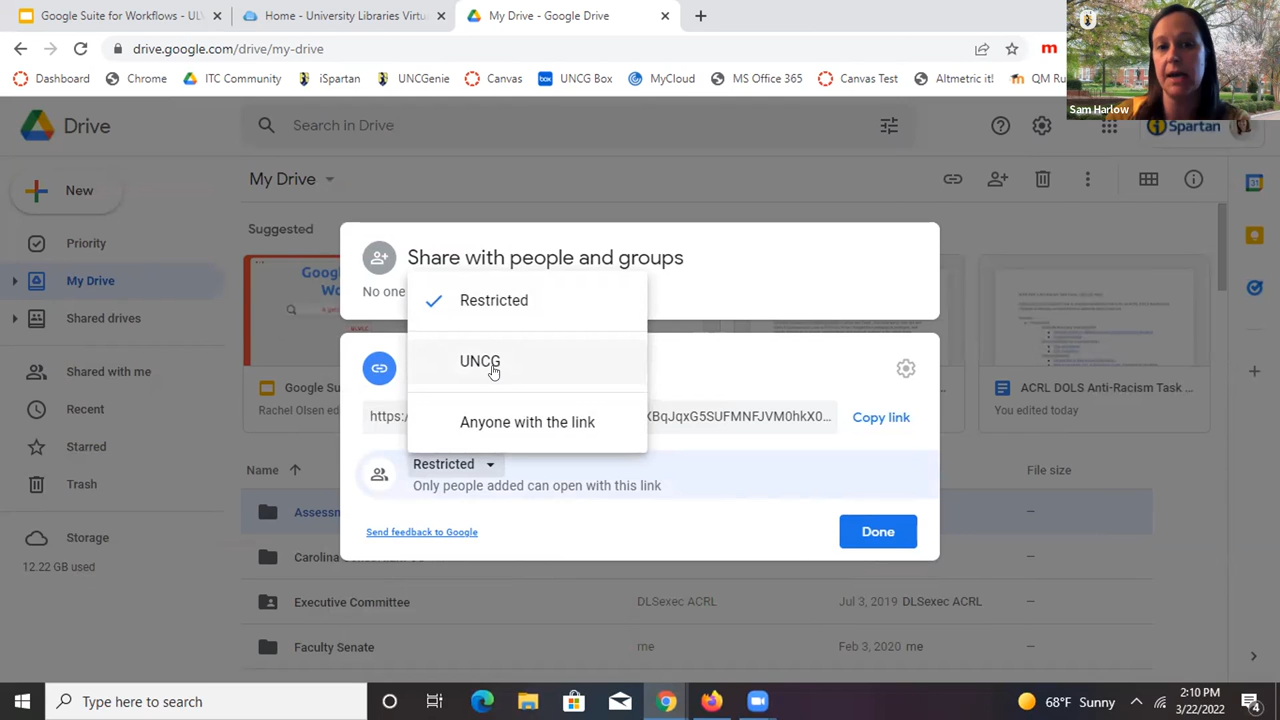 Google Suite for Workflows - ULV
Home - University Libraries Virtu
My Drive - Google Drive
drive.google.com/drive/my-drive
Dashboard
Chrome
ITC Community
iSpartan
UNCGenie
Canvas
UNCG Box
MyCloud
MS Office 365
Canvas Test
Altmetric it!
QM Ru
Sam Harlow
Drive
Search in Drive
Spartan
New
My Drive
Suggested
Priority
My Drive
Shared drives
Shared with me
Recent
Starred
Trash
Storage
12.22 GB used
Share with people and groups
No one
Restricted
UNCG
Anyone with the link
https:/
KBqJqxG5SUFMNFJVM0hkX0...
Copy link
Restricted
Only people added can open with this link
Send feedback to Google
Done
Google Su
Rachel Olsen
ACRL DOLS Anti-Racism Task ...
You edited today
Name
File size
Assessm
–
Carolina Consortium
–
Executive Committee
DLSexec ACRL
Jul 3, 2019 DLSexec ACRL
–
Faculty Senate
me
Feb 3, 2020 me
–
Type here to search
68°F Sunny
2:10 PM
3/22/2022
4